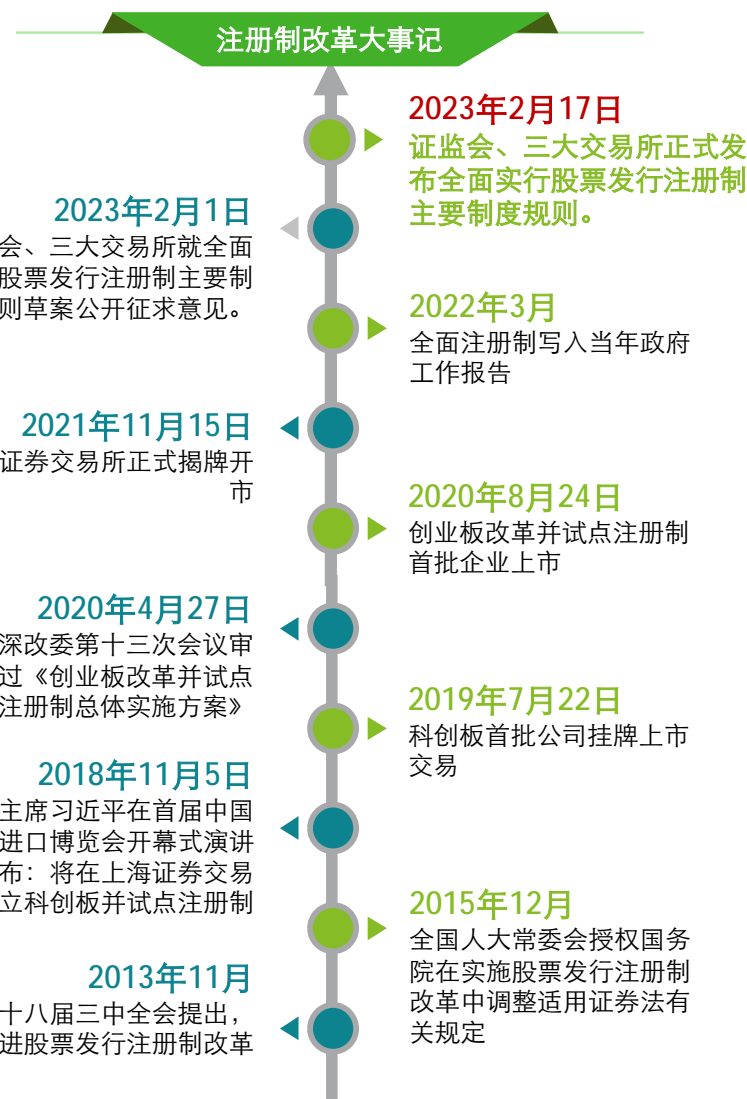 注册制改革大事记
2023年2月17日
证监会、三大交易所正式发
布全面实行股票发行注册制
主要制度规则。
2023年2月1日
会、三大交易所就全面
股票发行注册制主要制
则草案公开征求意见。
2022年3月
全面注册制写入当年政府
工作报告
2021年11月15日
证券交易所正式揭牌开
市
2020年8月24日
创业板改革并试点注册制
首批企业上市
2020年4月27日
深改委第十三次会议审
过《创业板改革并试点
注册制总体实施方案》
2019年7月22日
科创板首批公司挂牌上市
交易
2018年11月5日
主席习近平在首届中国
进口博览会开幕式演讲
布：将在上海证券交易
立科创板并试点注册制
2015年12月
全国人大常委会授权国务
院在实施股票发行注册制
改革中调整适用证券法有
关规定
2013年11月
十八届三中全会提出，
进股票发行注册制改革